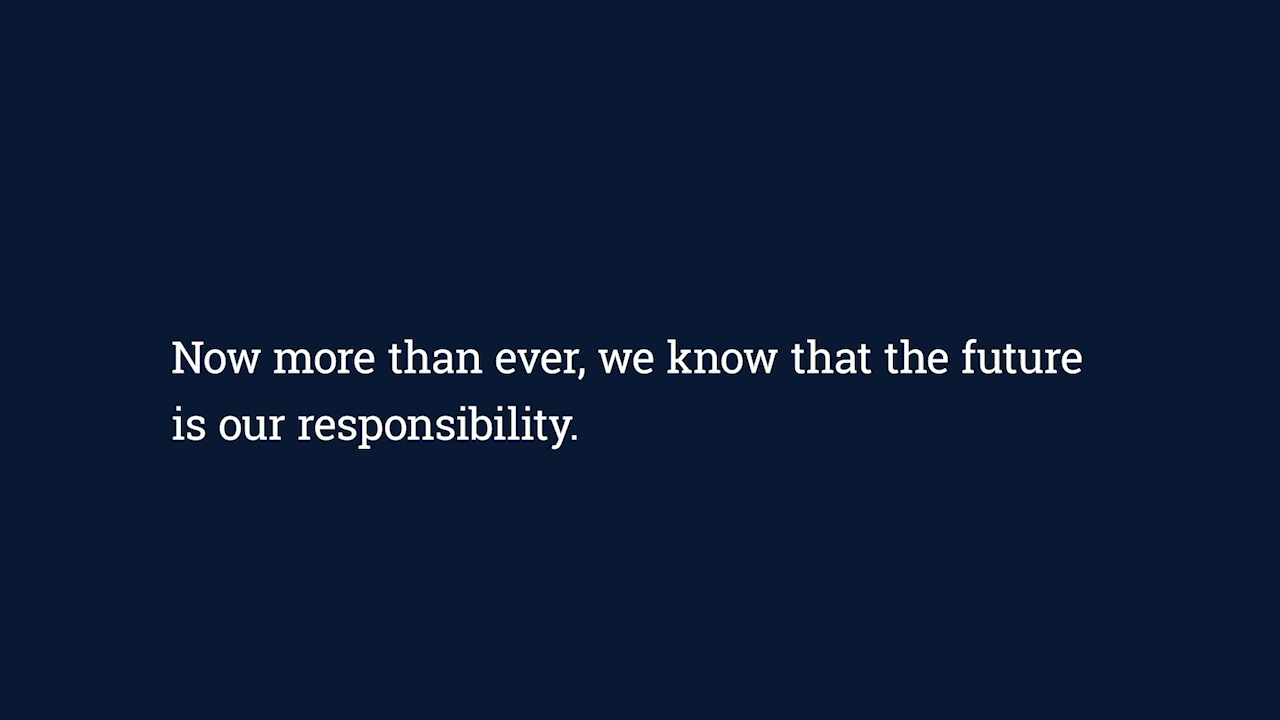 Now more than ever, we know that the future
is our responsibility.